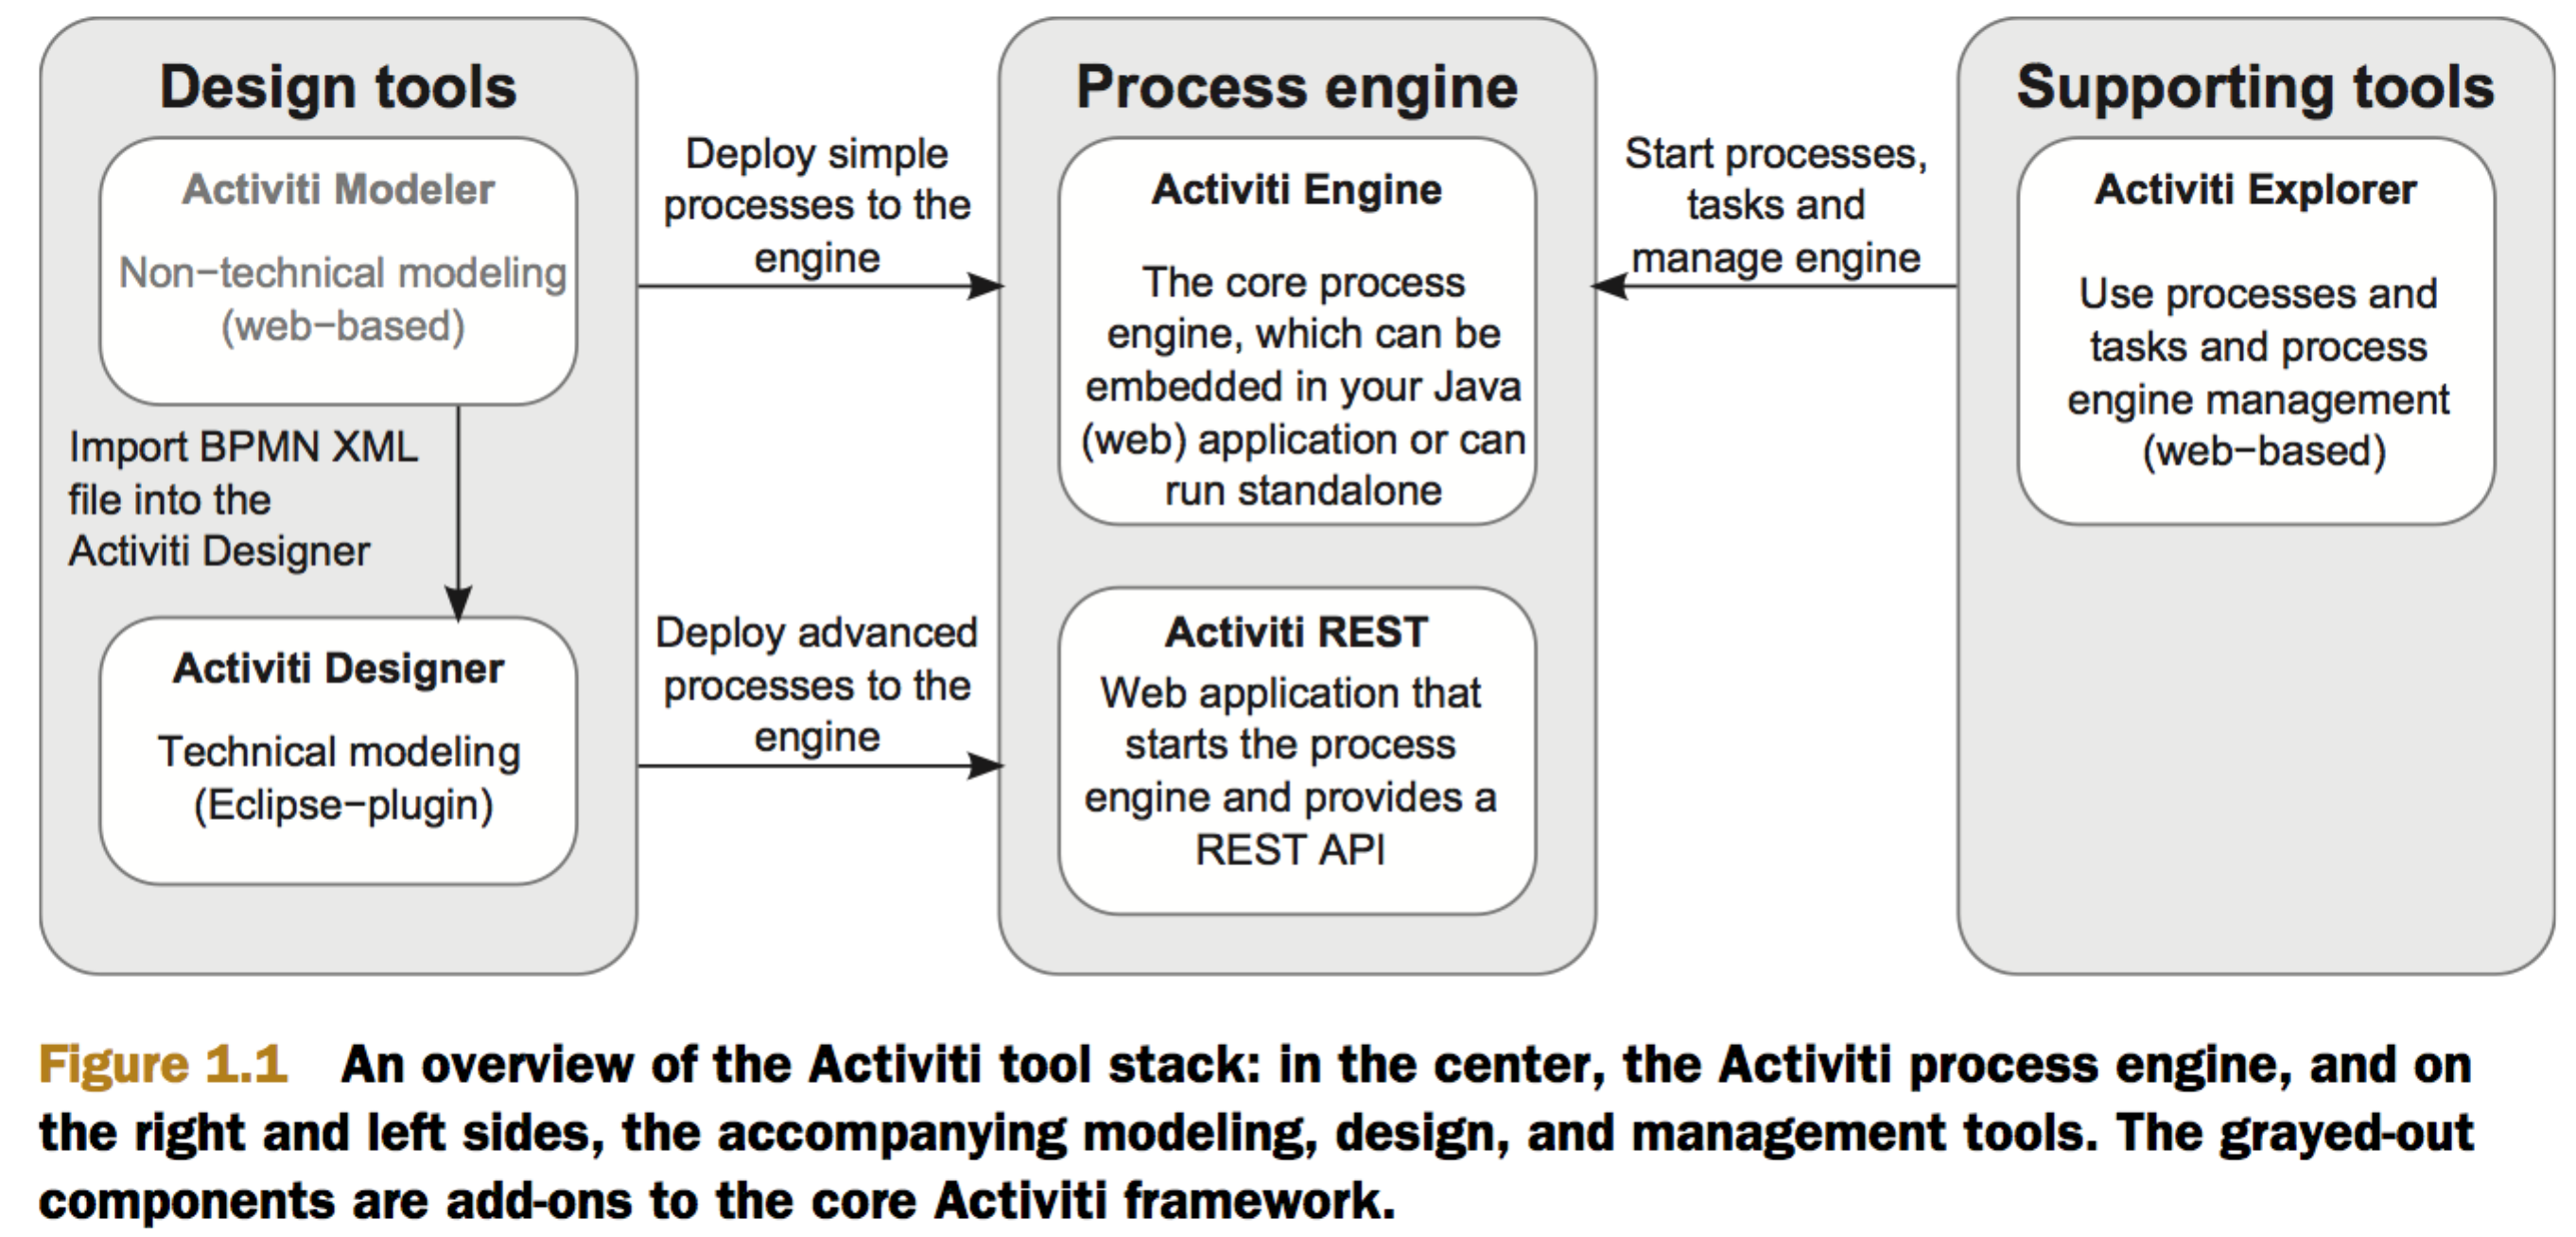 Design tools
Activiti Modeler
Non−technical modeling
(web−based)
Import BPMN XML
file into the
Activiti Designer
Activiti Designer
Technical modeling
(Eclipse−plugin)
Deploy simple
processes to the
engine
Deploy advanced
processes to the
engine
Process engine
Activiti Engine
The core process
engine, which can be
embedded in your Java
(web) application or can
run standalone
Activiti REST
Web application that
starts the process
engine and provides a
REST API
Start processes,
tasks and
manage engine
Supporting tools
Activiti Explorer
Use processes and
tasks and process
engine management
(web−based)
Figure 1.1 An overview of the Activiti tool stack: in the center, the Activiti process engine, and on
the right and left sides, the accompanying modeling, design, and management tools. The grayed-out
components are add-ons to the core Activiti framework.